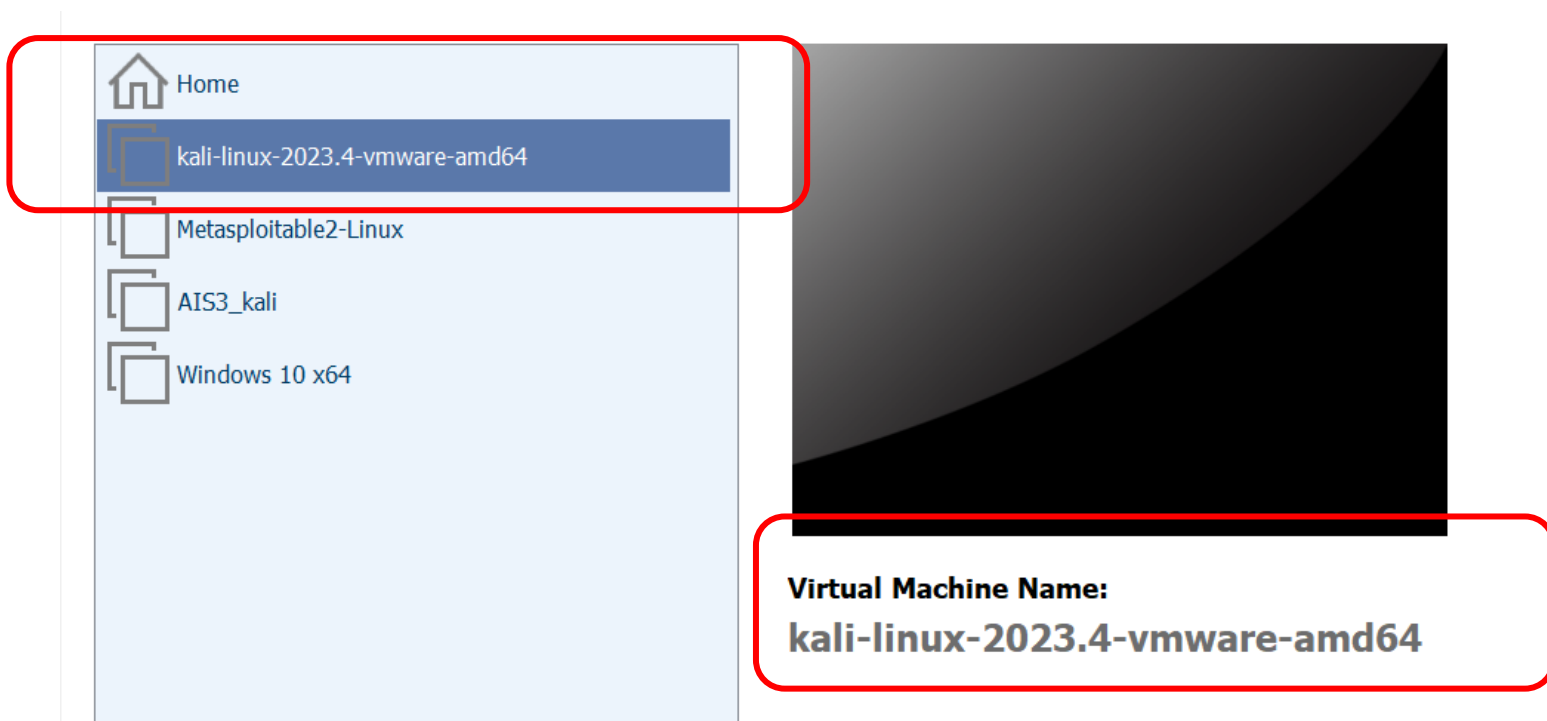 Home
kali-linux-2023.4-vmware-amd64
Metasploitable2-Linux
AIS3_kali
Windows 10 x64
Virtual Machine Name:
kali-linux-2023.4-vmware-amd64